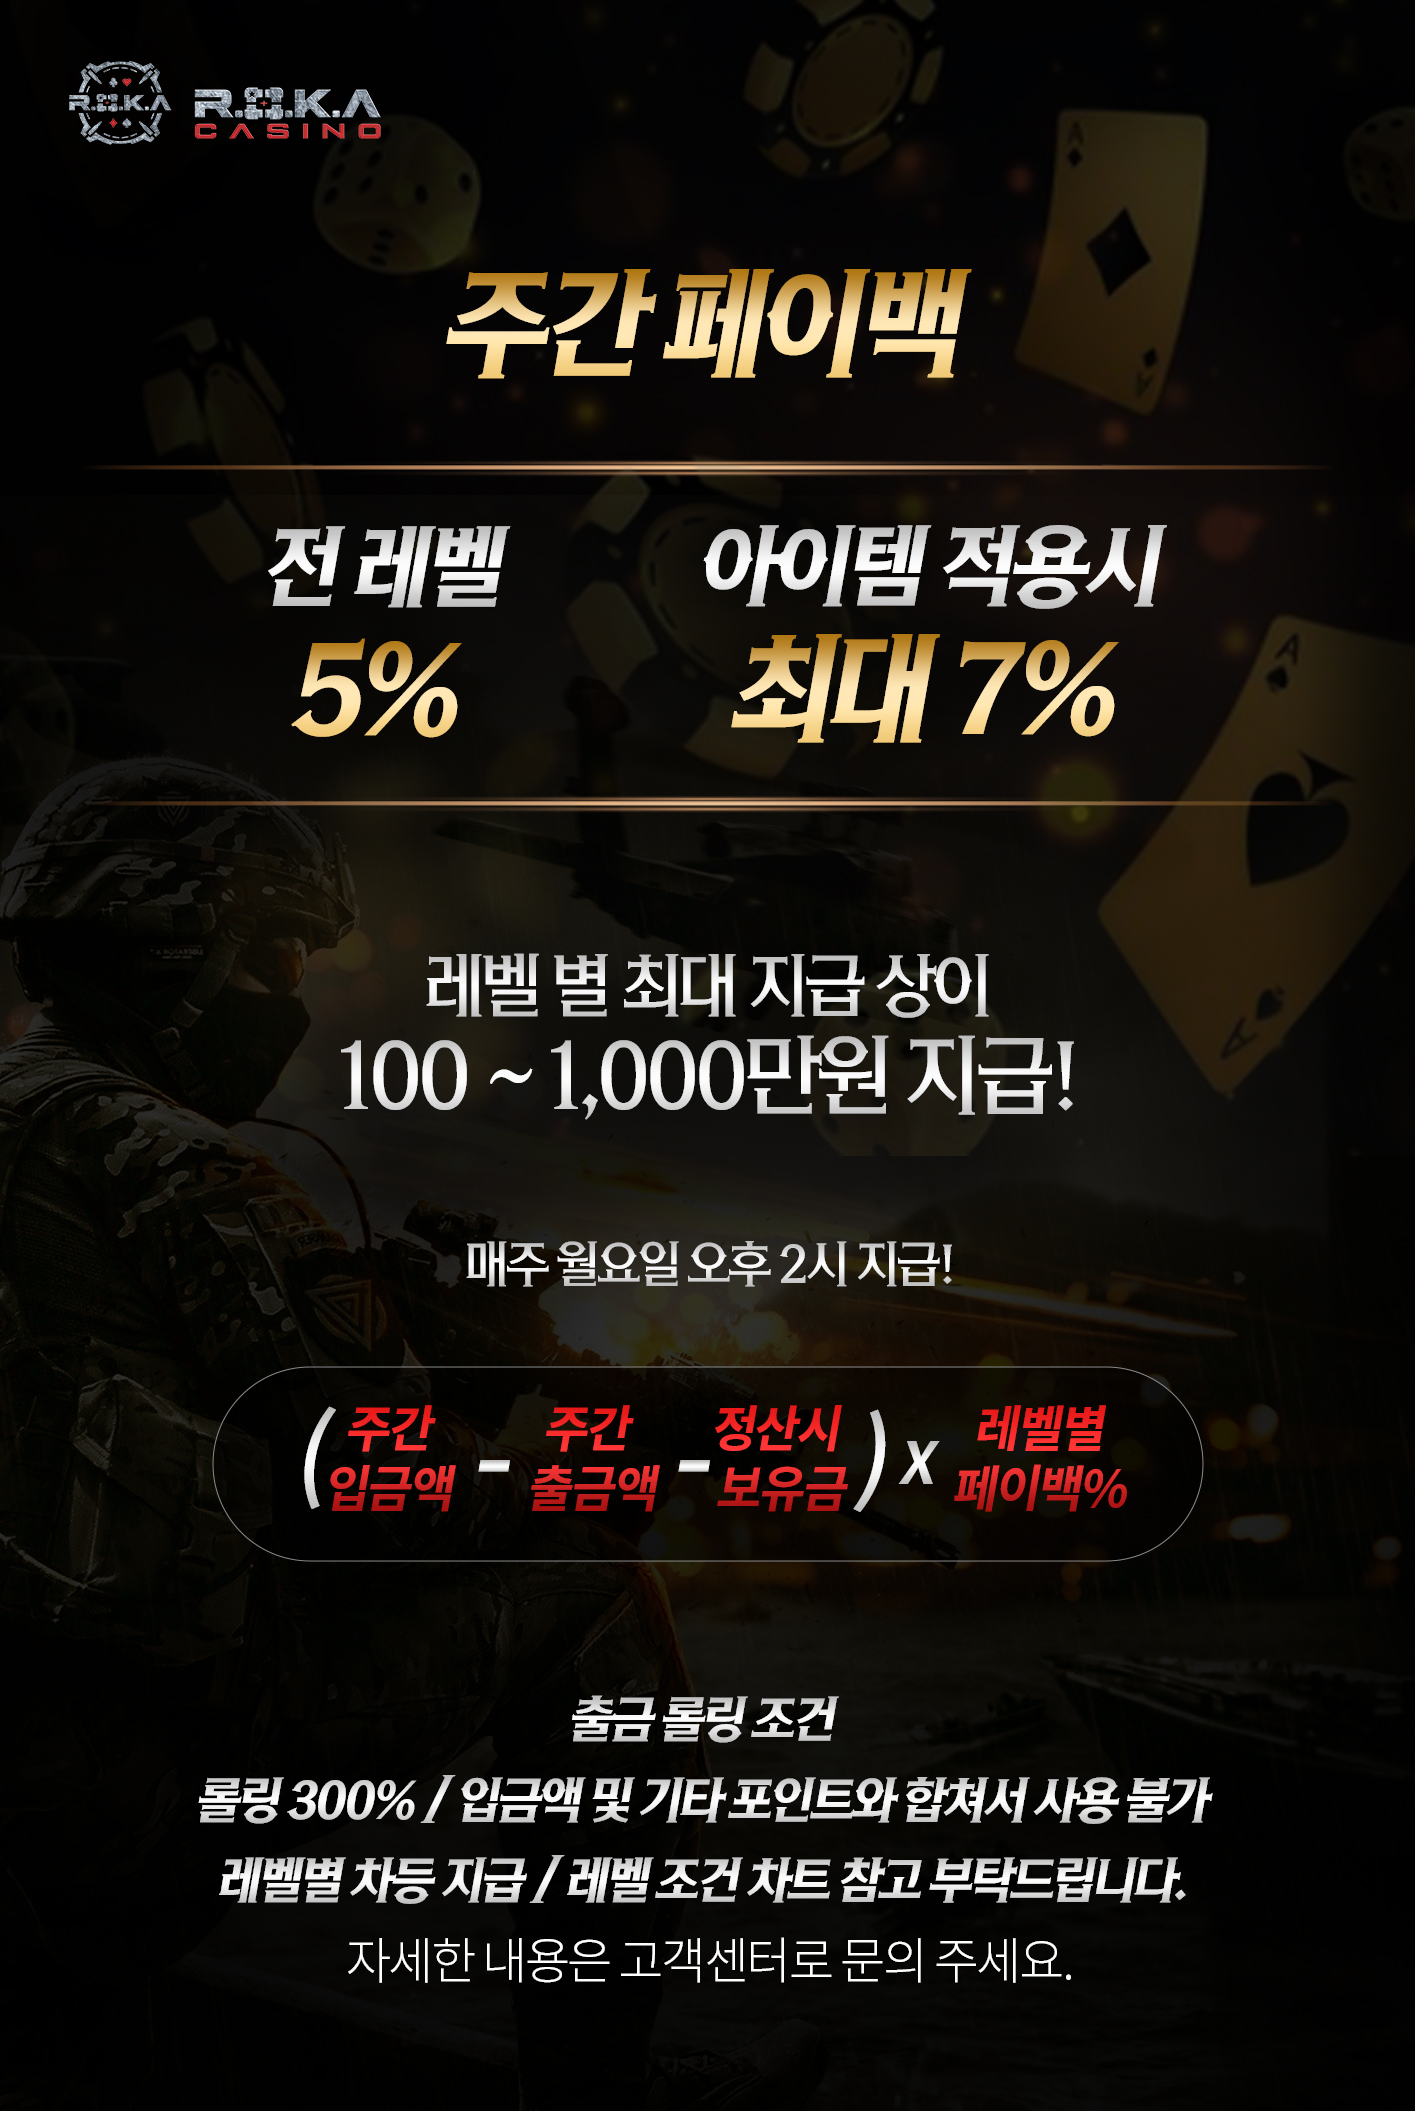 R.O.K.A
R.O.K.A
CASINO
주간 페이백
전 레벨
아이템 적용시
5%
최대 7%
레벨 별 최대 지급 상이
100 ~ 1,000만원 지급!
매주 월요일 오후 2시 지급!
( 주간 입금액 - 주간 출금액 - 정산시 보유금 ) x 레벨별 페이백%
출금 롤링 조건
롤링 300% / 입금액 및 기타 포인트와 합쳐서 사용 불가
레벨별 차등 지급 / 레벨 조건 차트 참고 부탁드립니다.
자세한 내용은 고객센터로 문의 주세요.
A
A
A
A